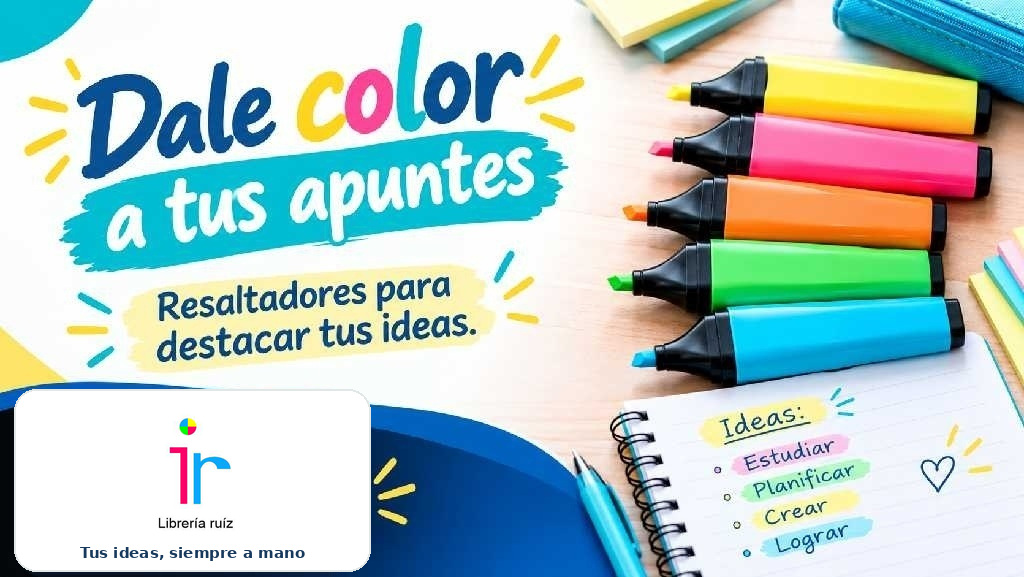 Dale color
a tus apuntes
Resaltadores para
destacar tus ideas.
Ideas:
Estudiar
Planificar
Crear
Lograr
ir
Librería ruíz
Tus ideas, siempre a mano